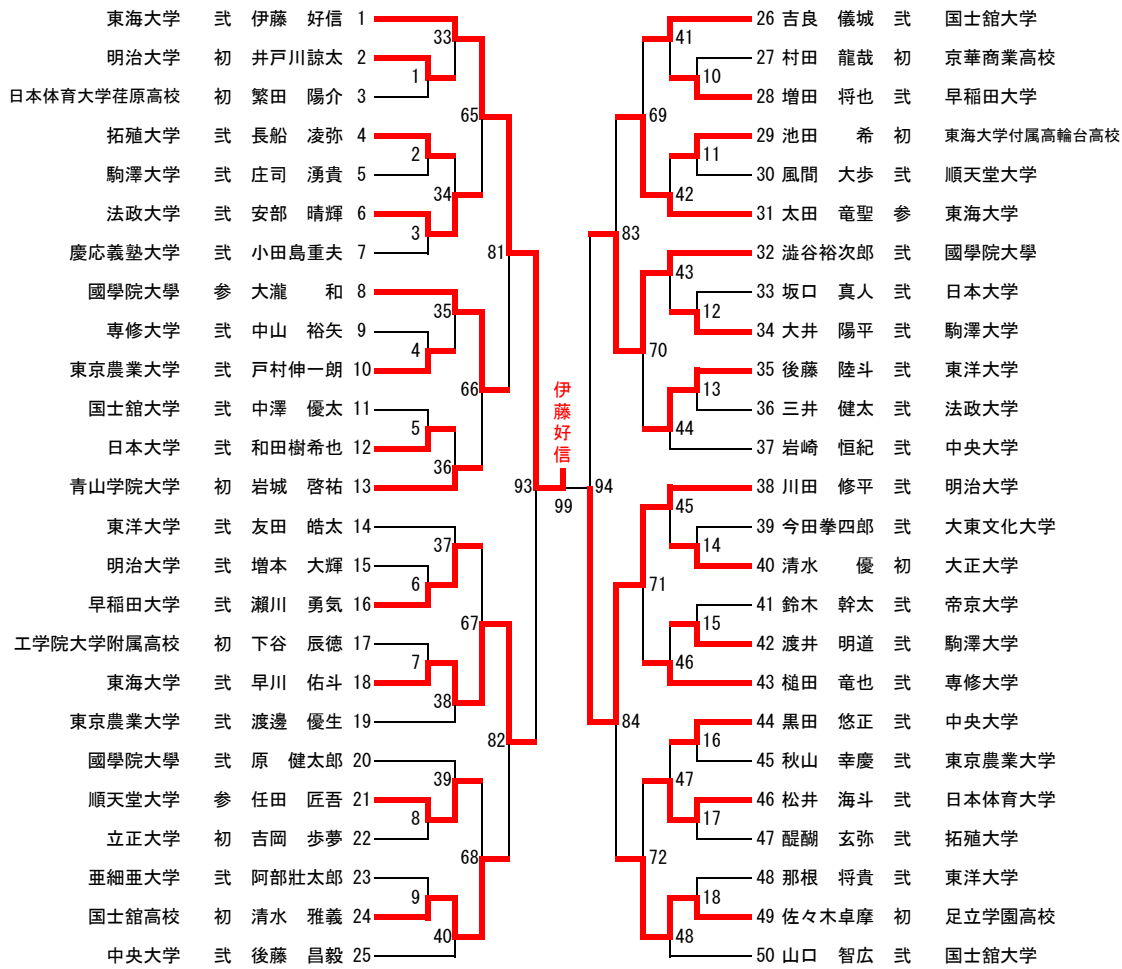 東海大学 弐 伊藤 好信 1
明治大学 初 井戸川諒太 2
日本体育大学荏原高校 初 繁田 陽介 3
拓殖大学 弐 長船 凌弥 4
駒澤大学 弐 庄司 湧貴 5
法政大学 弐 安部 晴輝 6
慶応義塾大学 弐 小田島重夫 7
國學院大學 参 大瀧 和 8
専修大学 弐 中山 裕矢 9
東京農業大学 弐 戸村伸一朗 10
国士舘大学 弐 中澤 優太 11
日本大学 弐 和田樹希也 12
青山学院大学 初 岩城 啓祐 13
東洋大学 弐 友田 皓太 14
明治大学 弐 増本 大輝 15
早稲田大学 弐 瀬川 勇気 16
工学院大学附属高校 初 下谷 辰徳 17
東海大学 弐 早川 佑斗 18
東京農業大学 弐 渡邊 優生 19
國學院大學 弐 原 健太郎 20
順天堂大学 参 任田 匠吾 21
立正大学 初 吉岡 歩夢 22
亜細亜大学 弐 阿部壯太郎 23
国士舘高校 初 清水 雅義 24
中央大学 弐 後藤 昌毅 25
33
1
65
2
34
3
81
35
4
66
5
36
93
37
6
67
7
38
82
39
8
68
9
40
伊藤好信
99
94
41
10
69
11
42
83
43
12
70
13
44
45
14
71
15
46
84
16
47
17
72
18
48
26 吉良 儀城 弐 国士舘大学
27 村田 龍哉 初 京華商業高校
28 増田 将也 弐 早稲田大学
29 池田 希 初 東海大学付属高輪台高校
30 風間 大歩 弐 順天堂大学
31 太田 竜聖 参 東海大学
32 澁谷裕次郎 弐 國學院大學
33 坂口 真人 弐 日本大学
34 大井 陽平 弐 駒澤大学
35 後藤 陸斗 弐 東洋大学
36 三井 健太 弐 法政大学
37 岩崎 恒紀 弐 中央大学
38 川田 修平 弐 明治大学
39 今田拳四郎 弐 大東文化大学
40 清水 優 初 大正大学
41 鈴木 幹太 弐 帝京大学
42 渡井 明道 弐 駒澤大学
43 槌田 竜也 弐 専修大学
44 黒田 悠正 弐 中央大学
45 秋山 幸慶 弐 東京農業大学
46 松井 海斗 弐 日本体育大学
47 醍醐 玄弥 弐 拓殖大学
48 那根 将貴 弐 東洋大学
49 佐々木卓摩 初 足立学園高校
50 山口 智広 弐 国士舘大学